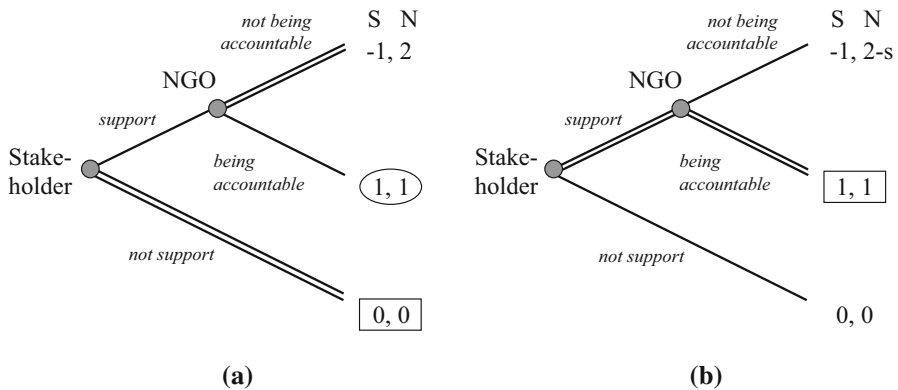 S N
not being
accountable
-1, 2
NGO
support
Stake-
holder
being
accountable
1, 1
not support
0, 0
(a)
S N
not being
accountable
-1, 2-s
NGO
support
Stake-
holder
being
accountable
1, 1
not support
0, 0
(b)